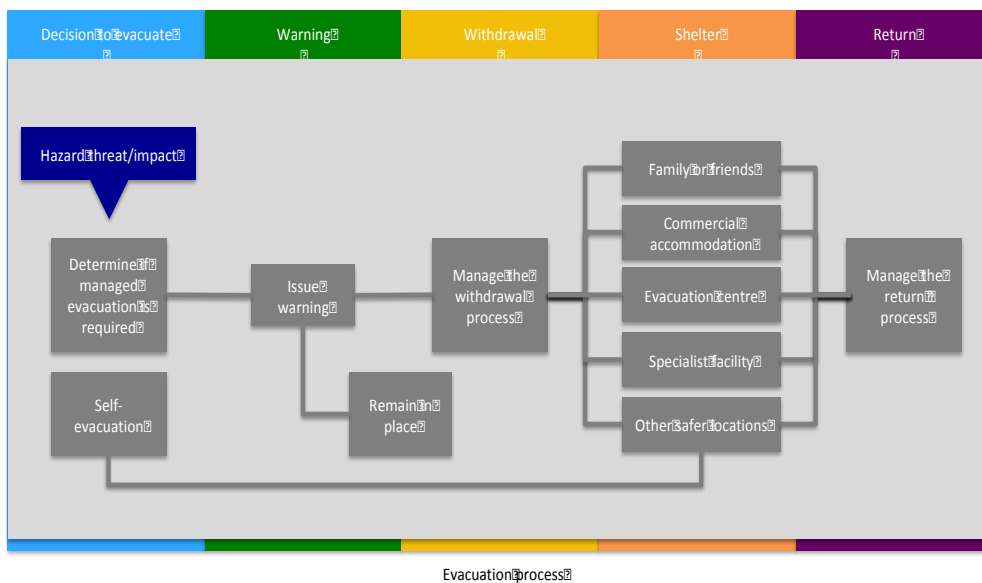 Decision to evacuate
Warning
Withdrawal
Shelter
Return
Hazard threat/impact
Determine if
managed
evacuation is
required
Self-
evacuation
Issue
warning
Remain in
place
Manage the
withdrawal
process
Family or friends
Commercial
accommodation
Evacuation centre
Specialist facility
Other safer locations
Manage the
return
process
Evacuation process